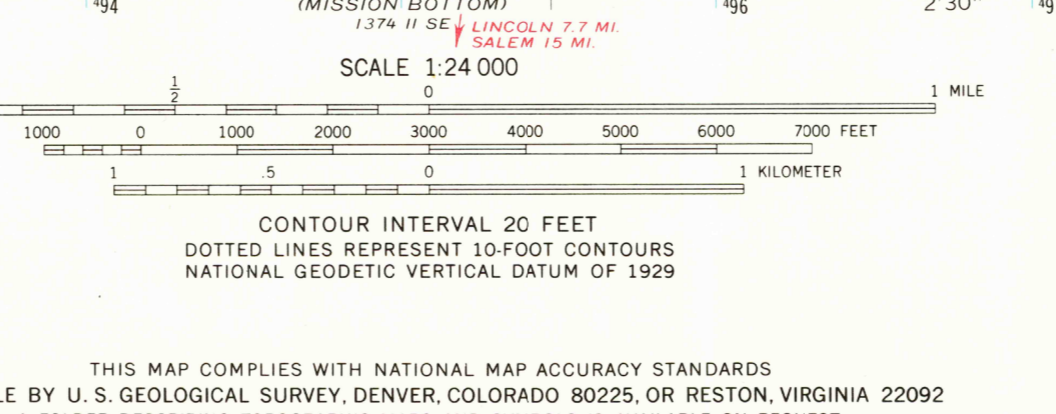 ⁴94 (MISSION BOTTOM) ⁴96 2'30" ⁴9
1374 II SE LINCOLN 7.7 MI.
SALEM 15 MI.
SCALE 1:24 000
1/2 0 1 MILE
1000 0 1000 2000 3000 4000 5000 6000 7000 FEET
1 .5 0 1 KILOMETER
CONTOUR INTERVAL 20 FEET
DOTTED LINES REPRESENT 10-FOOT CONTOURS
NATIONAL GEODETIC VERTICAL DATUM OF 1929
THIS MAP COMPLIES WITH NATIONAL MAP ACCURACY STANDARDS
LE BY U. S. GEOLOGICAL SURVEY, DENVER, COLORADO 80225, OR RESTON, VIRGINIA 22092